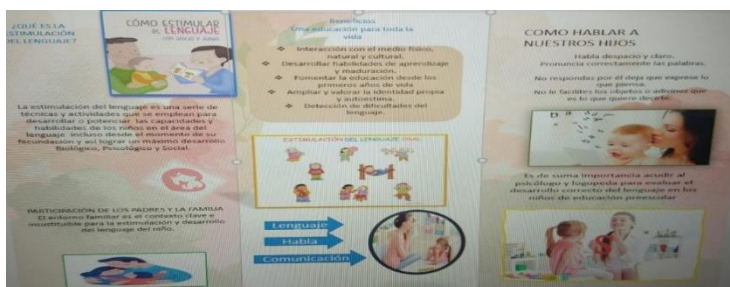 ¿QUÉ ES LA
ESTIMULACIÓN
DEL LENGUAJE?
CÓMO ESTIMULAR
EL LENGUAJE
La estimulación del lenguaje es una serie de
técnicas y actividades que se emplean para
desarrollar o potenciar las capacidades y
habilidades de los niños en el área del
lenguaje incluso desde el momento de su
fecundación y así lograr un máximo desarrollo
Biológico, Psicológico y Social.
PARTICIPACIÓN DE LOS PADRES Y LA FAMILIA
El entorno familiar es el contexto clave e
insustituible para la estimulación y desarrollo
del lenguaje del niño.
Beneficios
Una educación para toda la
vida
❖ Interacción con el medio físico,
natural y cultural.
❖ Desarrollar habilidades de aprendizaje
y maduración.
❖ Fomentar la educación desde los
primeros años de vida
❖ Ampliar y valorar la identidad propia
y autoestima.
❖ Detección de dificultades del
lenguaje.
ESTIMULACIÓN DEL LENGUAJE ORAL
Lenguaje
Habla
Comunicación
COMO HABLAR A
NUESTROS HIJOS
Habla despacio y claro.
Pronuncia correctamente las palabras.
No respondas por él deja que exprese lo
que piensa.
No le facilites los objetos o adivines que
es lo que quiere decirte.
b a
Es de suma importancia acudir al
psicólogo y logopeda para evaluar el
desarrollo correcto del lenguaje en los
niños de educación preescolar